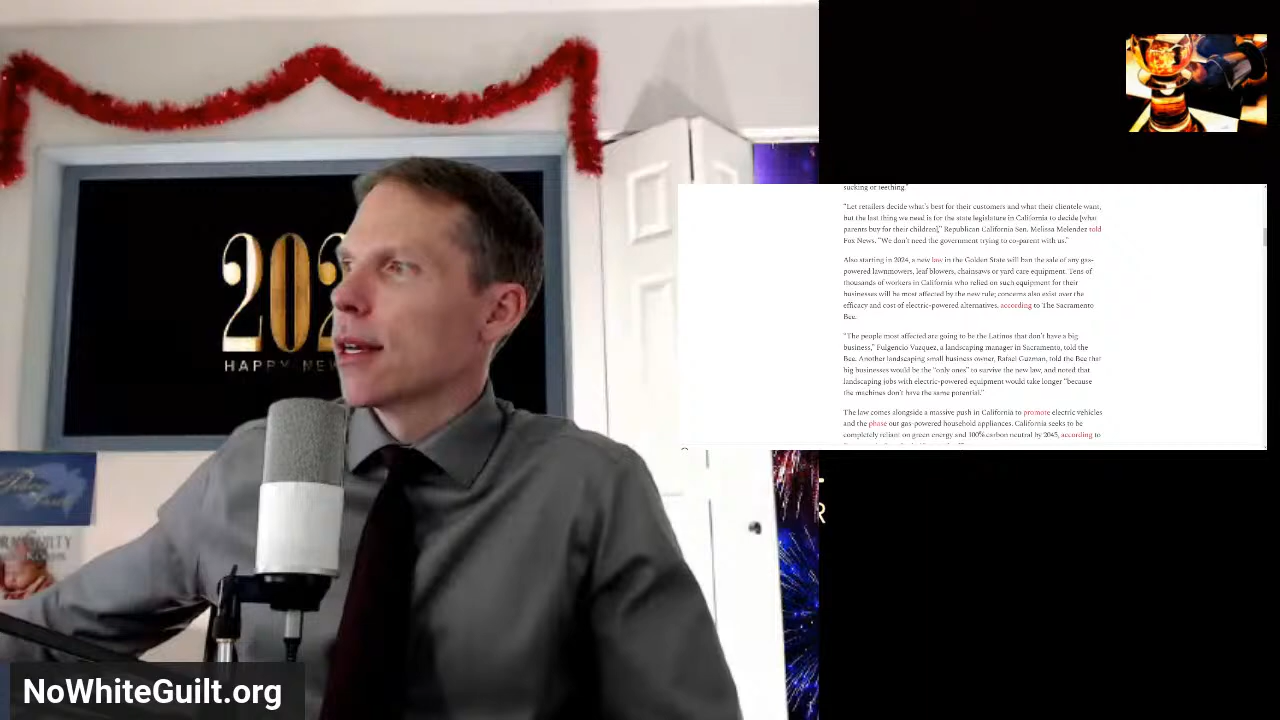 202
HAPPY NEW
NoWhiteGuilt.org
sucking or teething."
"Let retailers decide what's best for their customers and what their clientele want,
but the last thing we need is for the state legislature in California to decide [what
parents buy for their children]," Republican California Sen. Melissa Melendez told
Fox News. "We don't need the government trying to co-parent with us."
Also starting in 2024, a new law in the Golden State will ban the sale of any gas-
powered lawnmowers, leaf blowers, chainsaws or yard care equipment. Tens of
thousands of workers in California who relied on such equipment for their
businesses will be most affected by the new rule; concerns also exist over the
efficacy and cost of electric-powered alternatives, according to The Sacramento
Bee.
"The people most affected are going to be the Latinos that don't have a big
business," Fulgencio Vazquez, a landscaping manager in Sacramento, told the
Bee. Another landscaping small business owner, Rafael Guzman, told the Bee that
big businesses would be the "only ones" to survive the new law, and noted that
landscaping jobs with electric-powered equipment would take longer "because
the machines don't have the same potential."
The law comes alongside a massive push in California to promote electric vehicles
and the phase out gas-powered household appliances. California seeks to be
completely reliant on green energy and 100% carbon neutral by 2045, according to